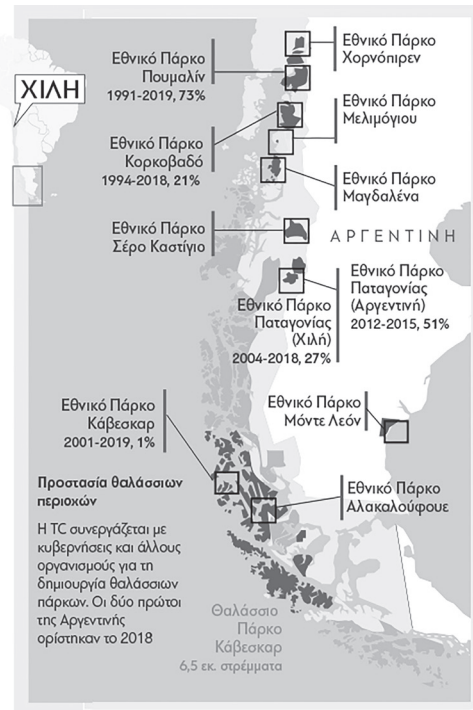 ΧΙΛΗ
Εθνικό Πάρκο
Πουμαλίν
1991-2019, 73%
Εθνικό Πάρκο
Χορνόπιρεν
Εθνικό Πάρκο
Μελιμόγιου
Εθνικό Πάρκο
Κορκοβαδό
1994-2018, 21%
Εθνικό Πάρκο
Μαγδαλένα
Εθνικό Πάρκο
Σέρο Καστίγιο
ΑΡΓΕΝΤΙΝΗ
Εθνικό Πάρκο
Παταγονίας
(Αργεντινή)
2012-2015, 51%
Εθνικό Πάρκο
Παταγονίας
(Χιλή)
2004-2018, 27%
Εθνικό Πάρκο
Κάβεσκαρ
2001-2019, 1%
Εθνικό Πάρκο
Μόντε Λεόν
Εθνικό Πάρκο
Αλακαλούφουε
Προστασία θαλάσσιων
περιοχών
Η TC συνεργάζεται με
κυβερνήσεις και άλλους
οργανισμούς για τη
δημιουργία θαλάσσιων
πάρκων. Οι δύο πρώτοι
της Αργεντινής
ορίστηκαν το 2018
Θαλάσσιο
Πάρκο
Κάβεσκαρ
6,5 εκ. στρέμματα